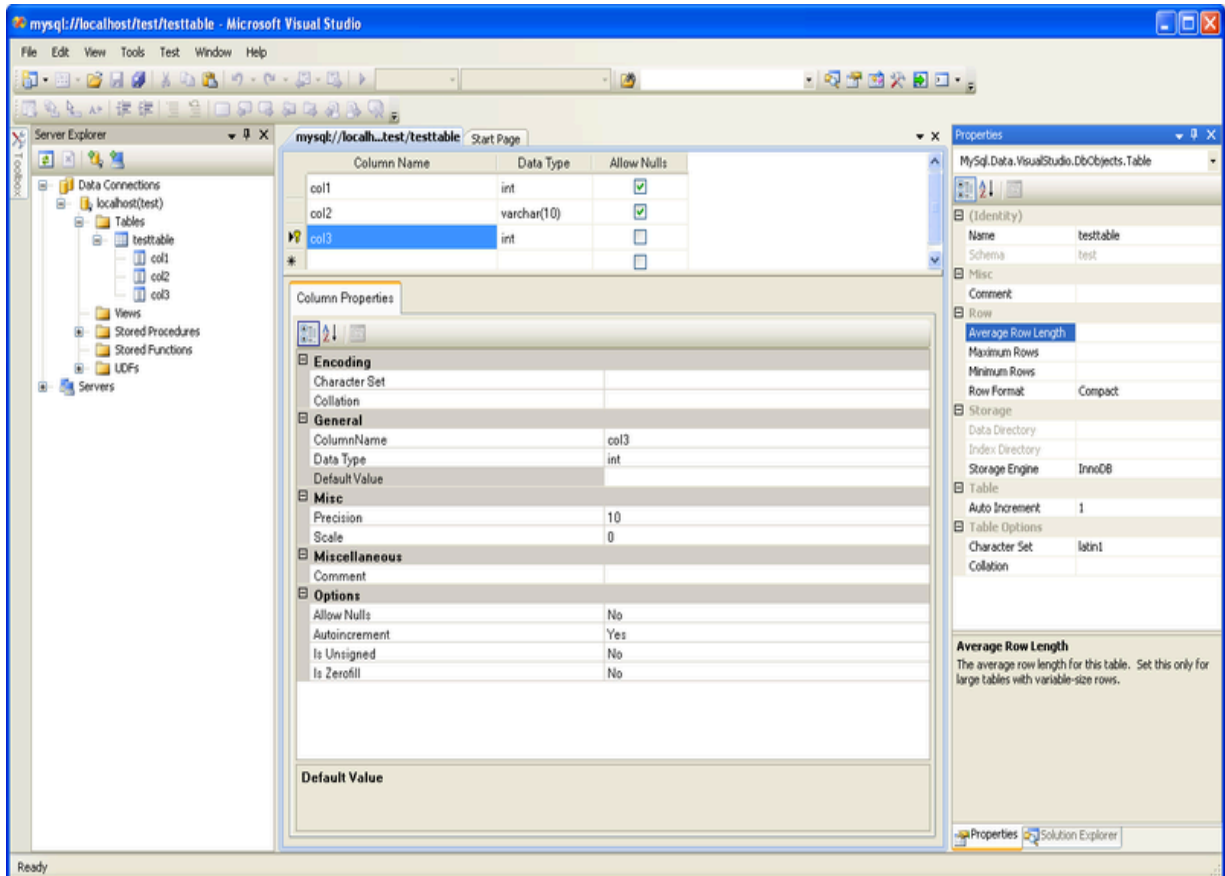 mysql://localhost/test/testtable - Microsoft Visual Studio
File Edit View Tools Test Window Help
Toolbox
Server Explorer
Data Connections
localhost(test)
Tables
testtable
col1
col2
col3
Views
Stored Procedures
Stored Functions
UDFs
Servers
mysql://localh...test/testtable Start Page
Column Name Data Type Allow Nulls
col1 int
col2 varchar(10)
col3 int
Column Properties
Encoding
Character Set
Collation
General
ColumnName col3
Data Type int
Default Value
Misc
Precision 10
Scale 0
Miscellaneous
Comment
Options
Allow Nulls No
Autoincrement Yes
Is Unsigned No
Is Zerofill No
Default Value
Properties
MySql.Data.VisualStudio.DbObjects.Table
(Identity)
Name testtable
Schema test
Misc
Comment
Row
Average Row Length
Maximum Rows
Minimum Rows
Row Format Compact
Storage
Data Directory
Index Directory
Storage Engine InnoDB
Table
Auto Increment 1
Table Options
Character Set latin1
Collation
Average Row Length
The average row length for this table. Set this only for
large tables with variable-size rows.
Properties Solution Explorer
Ready